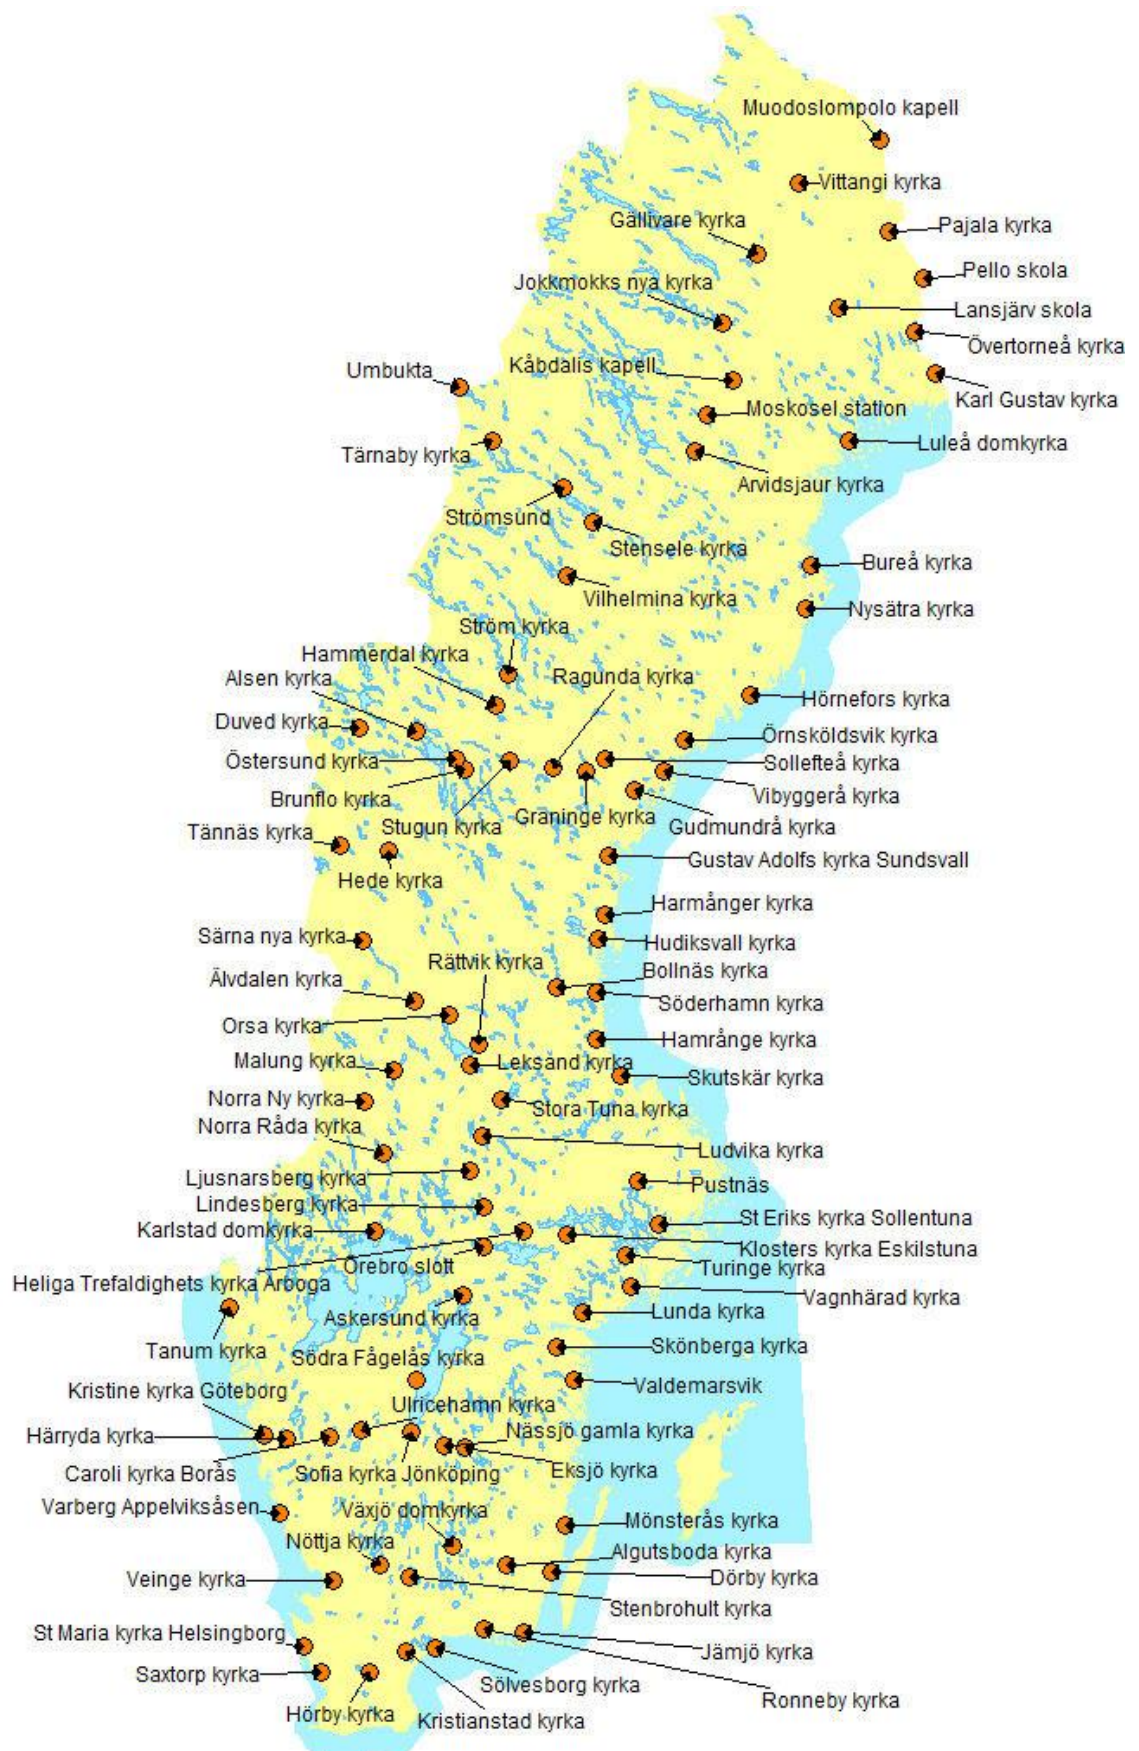 Muodoslompolo kapell
Vittangi kyrka
Gällivare kyrka
Pajala kyrka
Pello skola
Jokkmokks nya kyrka
Lansjärv skola
Övertorneå kyrka
Kåbdalis kapell
Umbukta
Karl Gustav kyrka
Moskosel station
Luleå domkyrka
Tärnaby kyrka
Arvidsjaur kyrka
Strömsund
Stensele kyrka
Bureå kyrka
Vilhelmina kyrka
Nysätra kyrka
Ström kyrka
Hammerdal kyrka
Ragunda kyrka
Alsen kyrka
Hörnefors kyrka
Duved kyrka
Örnsköldsvik kyrka
Östersund kyrka
Sollefteå kyrka
Brunflo kyrka
Vibyggerå kyrka
Graninge kyrka
Stugun kyrka
Gudmundrå kyrka
Tännäs kyrka
Gustav Adolfs kyrka Sundsvall
Hede kyrka
Harmånger kyrka
Särna nya kyrka
Hudiksvall kyrka
Rättvik kyrka
Bollnäs kyrka
Älvdalen kyrka
Söderhamn kyrka
Orsa kyrka
Hamrånge kyrka
Malung kyrka
Leksand kyrka
Skutskär kyrka
Norra Ny kyrka
Stora Tuna kyrka
Norra Råda kyrka
Ludvika kyrka
Ljusnarsberg kyrka
Pustnäs
Lindesberg kyrka
St Eriks kyrka Sollentuna
Karlstad domkyrka
Klosters kyrka Eskilstuna
Örebro slott
Turinge kyrka
Heliga Trefaldighets kyrka Arboga
Vagnhärad kyrka
Askersund kyrka
Lunda kyrka
Tanum kyrka
Södra Fågelås kyrka
Skönberga kyrka
Valdemarsvik
Kristine kyrka Göteborg
Ulricehamn kyrka
Härryda kyrka
Nässjö gamla kyrka
Caroli kyrka Borås
Sofia kyrka Jönköping
Eksjö kyrka
Varberg Appelviksåsen
Växjö domkyrka
Mönsterås kyrka
Nöttja kyrka
Algutsboda kyrka
Veinge kyrka
Dörby kyrka
Stenbrohult kyrka
St Maria kyrka Helsingborg
Jämjö kyrka
Saxtorp kyrka
Sölvesborg kyrka
Ronneby kyrka
Hörby kyrka
Kristianstad kyrka